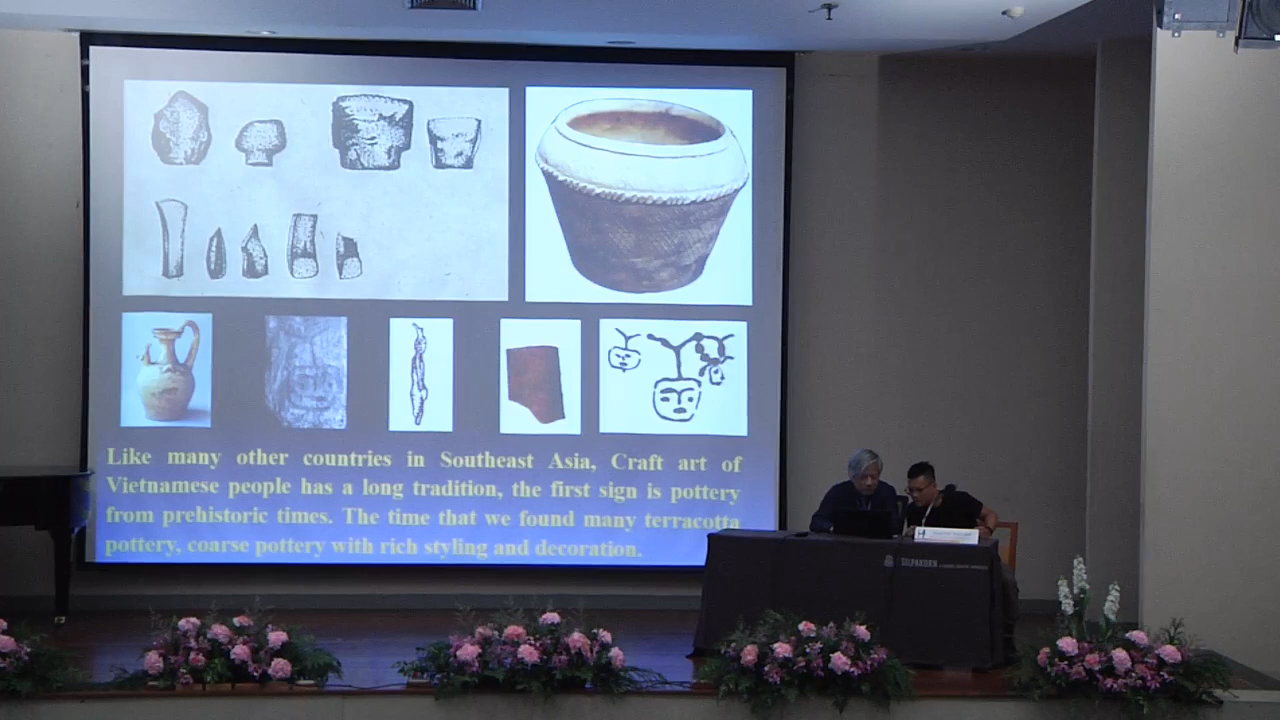 Like many other countries in Southeast Asia, Craft art of
Vietnamese people has a long tradition, the first sign is pottery
from prehistoric times. The time that we found many terracotta
pottery, coarse pottery with rich styling and decoration.
SILPAKORN